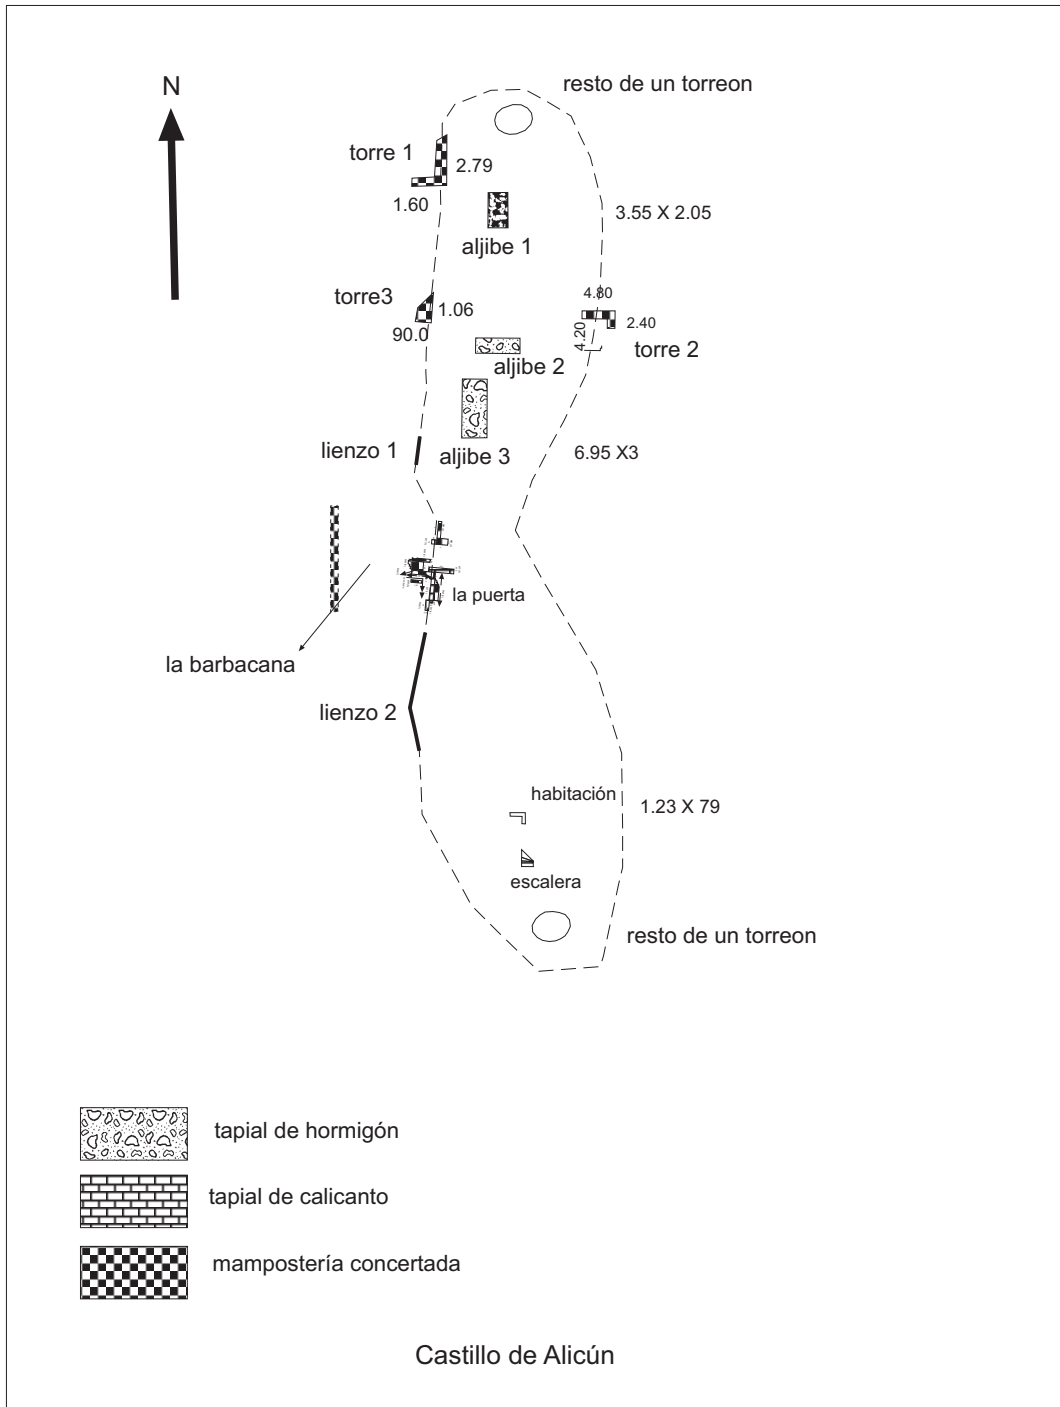 N
resto de un torreon
torre 1
2.79
1.60
3.55 X 2.05
aljibe 1
torre3
1.06
90.0
4.80
2.40
4.20
torre 2
aljibe 2
lienzo 1
aljibe 3
6.95 X3
la puerta
la barbacana
lienzo 2
habitación
1.23 X 79
escalera
resto de un torreon
tapial de hormigón
tapial de calicanto
mampostería concertada
Castillo de Alicún